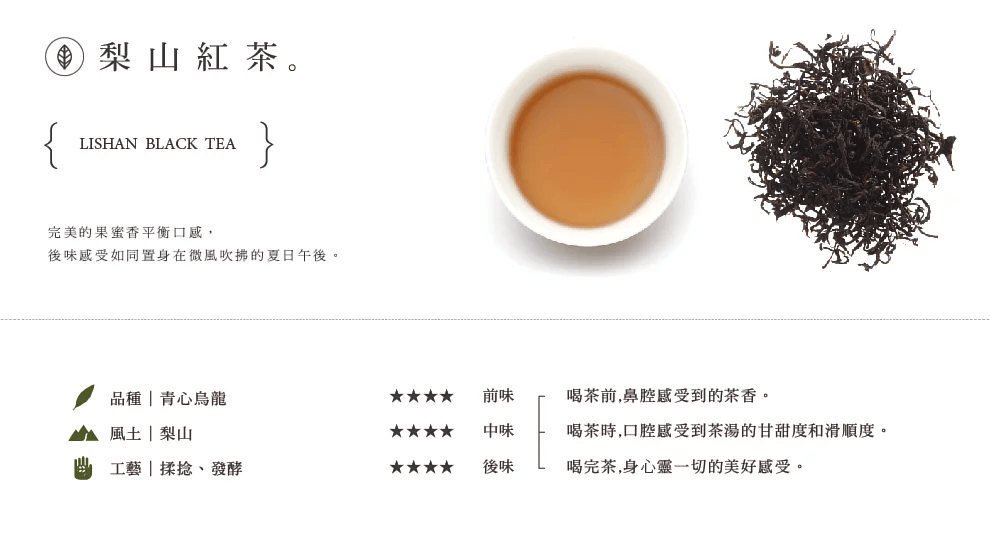 梨山紅茶。
{ LISHAN BLACK TEA }
完美的果蜜香平衡口感，
後味感受如同置身在微風吹拂的夏日午後。
品種｜青心烏龍
風土｜梨山
工藝｜揉捻、發酵
★★★★ 前味 喝茶前,鼻腔感受到的茶香。
★★★★ 中味 喝茶時,口腔感受到茶湯的甘甜度和滑順度。
★★★★ 後味 喝完茶,身心靈一切的美好感受。